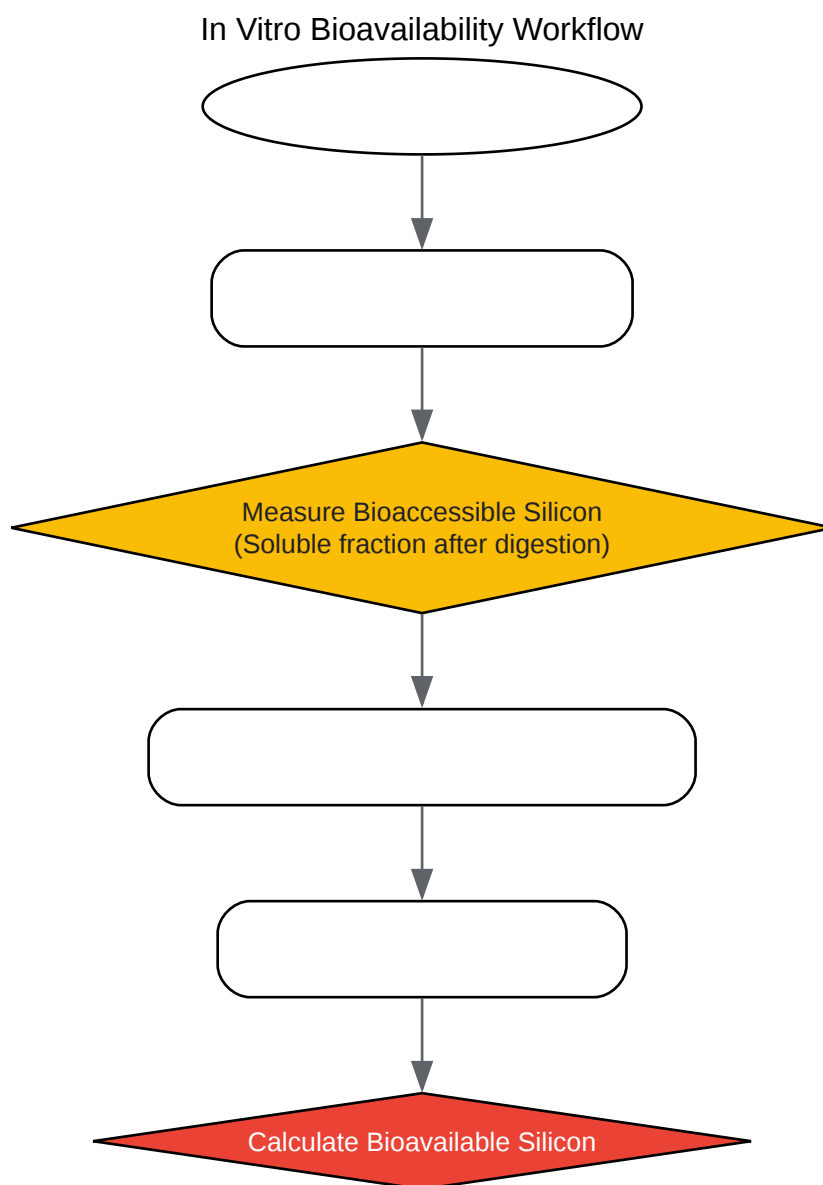 In Vitro Bioavailability Workflow
Measure Bioaccessible Silicon
(Soluble fraction after digestion)
Calculate Bioavailable Silicon